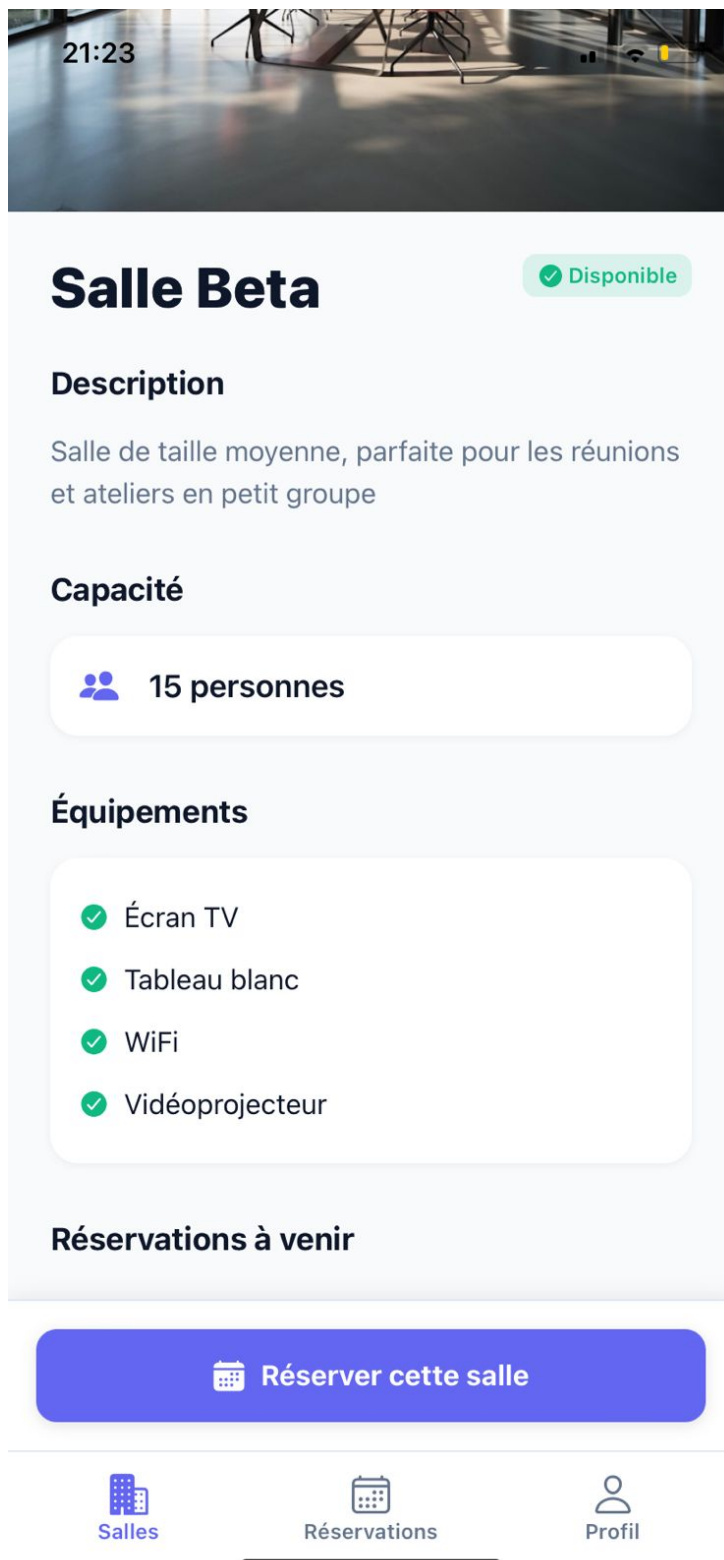 21:23
Salle Beta
Disponible
Description
Salle de taille moyenne, parfaite pour les réunions
et ateliers en petit groupe
Capacité
15 personnes
Équipements
Écran TV
Tableau blanc
WiFi
Vidéoprojecteur
Réservations à venir
Réserver cette salle
Salles
Réservations
Profil